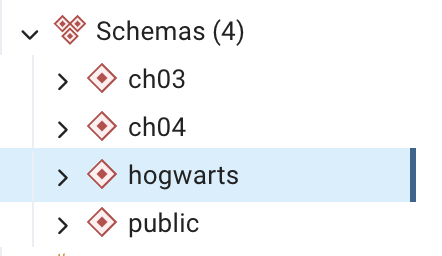 Schemas (4)
ch03
ch04
hogwarts
public